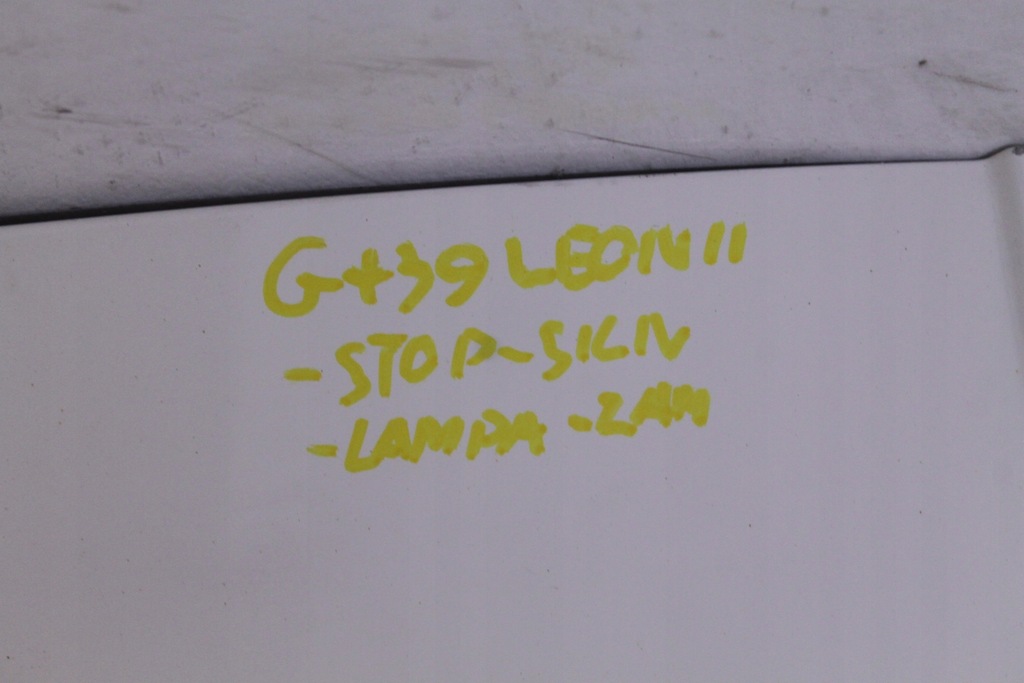 G+39 LEON II
- STOP - SILN
- LAMPA - ZAM